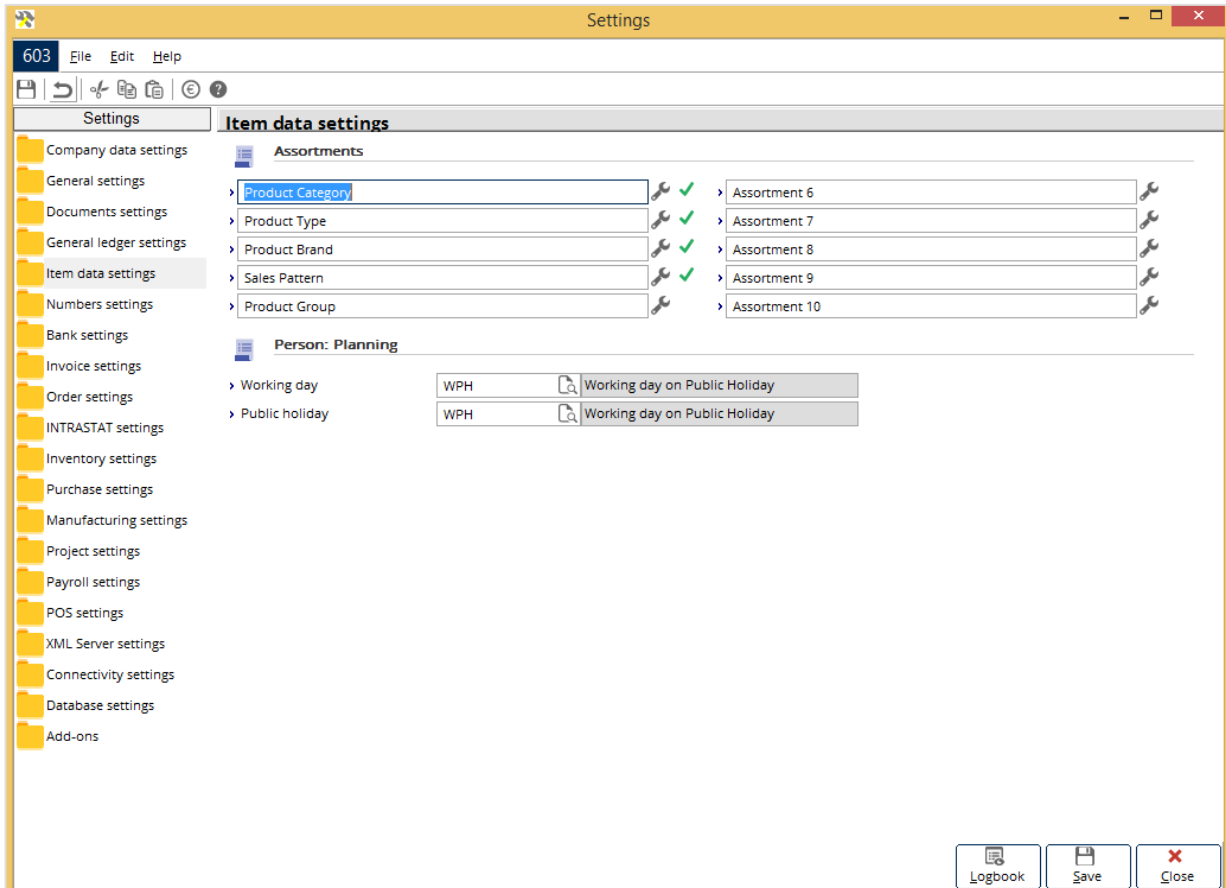 Settings
603 File Edit Help
Settings
Company data settings
General settings
Documents settings
General ledger settings
Item data settings
Numbers settings
Bank settings
Invoice settings
Order settings
INTRASTAT settings
Inventory settings
Purchase settings
Manufacturing settings
Project settings
Payroll settings
POS settings
XML Server settings
Connectivity settings
Database settings
Add-ons
Item data settings
Assortments
Product Category Assortment 6
Product Type Assortment 7
Product Brand Assortment 8
Sales Pattern Assortment 9
Product Group Assortment 10
Person: Planning
Working day WPH Working day on Public Holiday
Public holiday WPH Working day on Public Holiday
Logbook Save Close